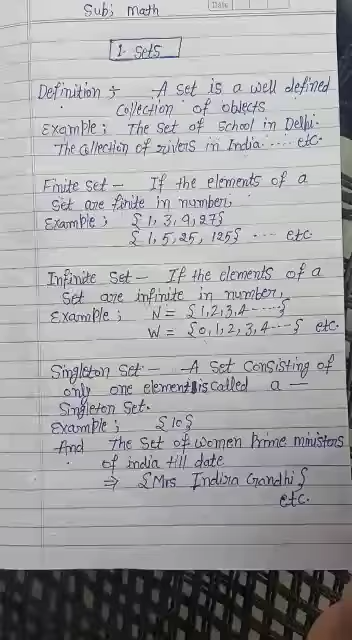 Sub; Math
Date
1. Sets
Definition ÷ A set is a well defined
collection of objects
Example; The set of school in Delhi.
The collection of rivers in India ..... etc.
Finite Set – If the elements of a
set are finite in number.
Example; {1, 3, 9, 27}
{1, 5, 25, 125} ... etc
Infinite Set – If the elements of a
set are infinite in number.
Example; N = {1,2,3,4-----}
W = {0,1,2,3,4---} etc.
Singleton Set – A set consisting of
only one element is called a —
Singleton set.
Example; {10}
And The set of women Prime ministers
of india till date
⇒ {Mrs Indira Gandhi}
etc.